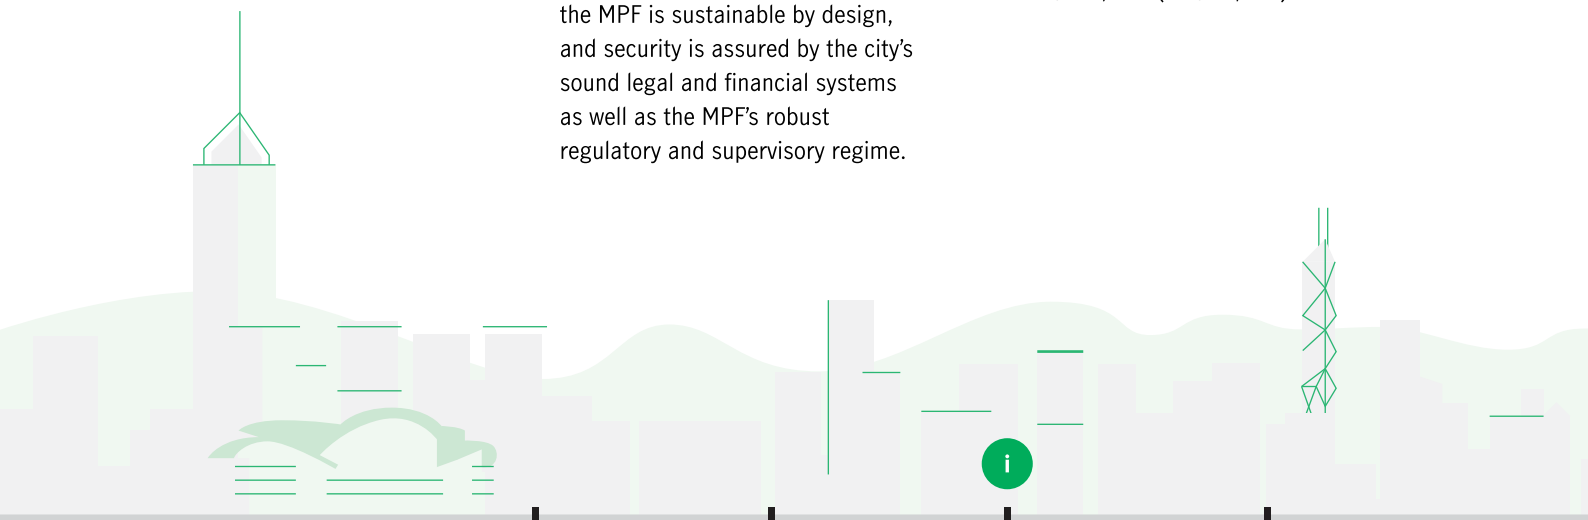 the MPF is sustainable by design,
and security is assured by the city’s
sound legal and financial systems
as well as the MPF’s robust
regulatory and supervisory regime.
i